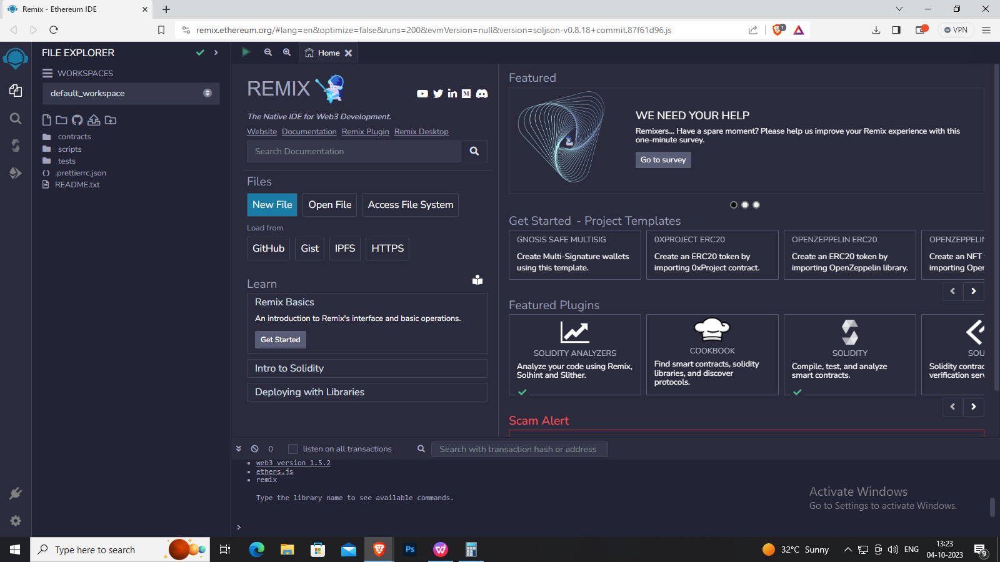 Remix - Ethereum IDE
remix.ethereum.org/#lang=en&optimize=false&runs=200&evmVersion=null&version=soljson-v0.8.18+commit.87f61d96.js
1
VPN
FILE EXPLORER
WORKSPACES
default_workspace
contracts
scripts
tests
.prettierrc.json
README.txt
Home
REMIX
The Native IDE for Web3 Development.
Website Documentation Remix Plugin Remix Desktop
Search Documentation
Files
New File Open File Access File System
Load from
GitHub Gist IPFS HTTPS
Learn
Remix Basics
An introduction to Remix's interface and basic operations.
Get Started
Intro to Solidity
Deploying with Libraries
Featured
WE NEED YOUR HELP
Remixers... Have a spare moment? Please help us improve your Remix experience with this
one-minute survey.
Go to survey
Get Started - Project Templates
GNOSIS SAFE MULTISIG
Create Multi-Signature wallets
using this template.
0XPROJECT ERC20
Create an ERC20 token by
importing 0xProject contract.
OPENZEPPELIN ERC20
Create an ERC20 token by
importing OpenZeppelin library.
OPENZEPPELIN
Create an NFT
importing Oper
Featured Plugins
SOLIDITY ANALYZERS
Analyze your code using Remix,
Solhint and Slither.
COOKBOOK
Find smart contracts, solidity
libraries, and discover
protocols.
SOLIDITY
Compile, test, and analyze
smart contracts.
SOU
Solidity contrac
verification serv
Scam Alert
0 listen on all transactions Search with transaction hash or address
web3 version 1.5.2
ethers.js
remix
Type the library name to see available commands.
>
Activate Windows
Go to Settings to activate Windows.
Type here to search
Ps
32°C Sunny
ENG
13:23
04-10-2023
9